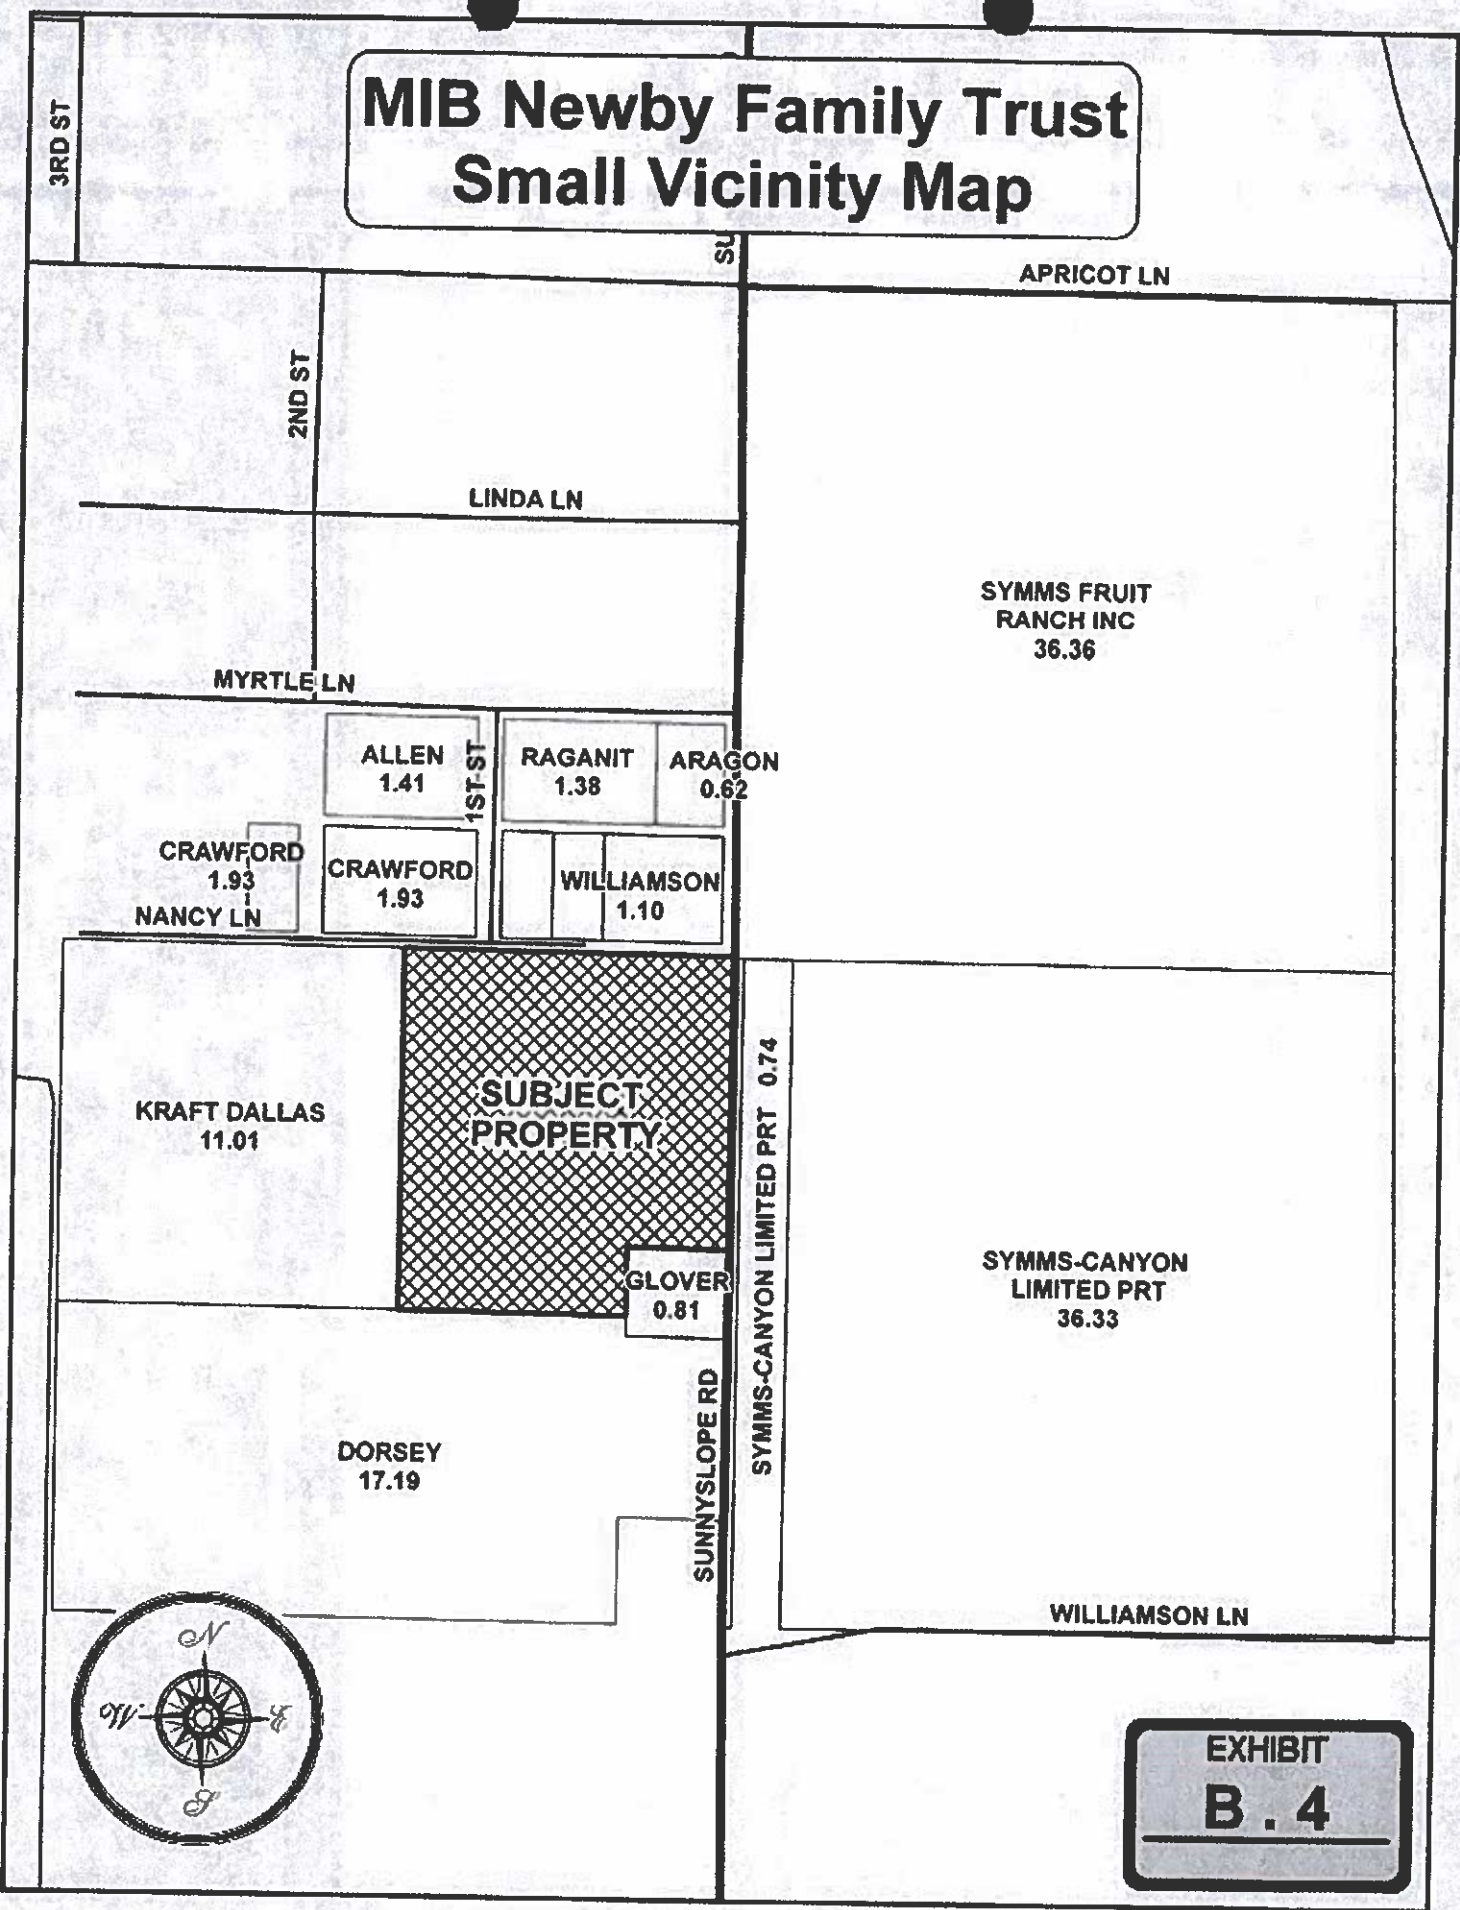 MIB Newby Family Trust
Small Vicinity Map
3RD ST
SU
APRICOT LN
2ND ST
LINDA LN
SYMMS FRUIT
RANCH INC
36.36
MYRTLE LN
ALLEN
1.41
1ST ST
RAGANIT
1.38
ARAGON
0.62
CRAWFORD
1.93
CRAWFORD
1.93
WILLIAMSON
1.10
NANCY LN
KRAFT DALLAS
11.01
SUBJECT
PROPERTY
SYMMS-CANYON LIMITED PRT 0.74
GLOVER
0.81
SYMMS-CANYON
LIMITED PRT
36.33
SUNNYSLOPE RD
DORSEY
17.19
WILLIAMSON LN
N
W
E
S
EXHIBIT
B . 4